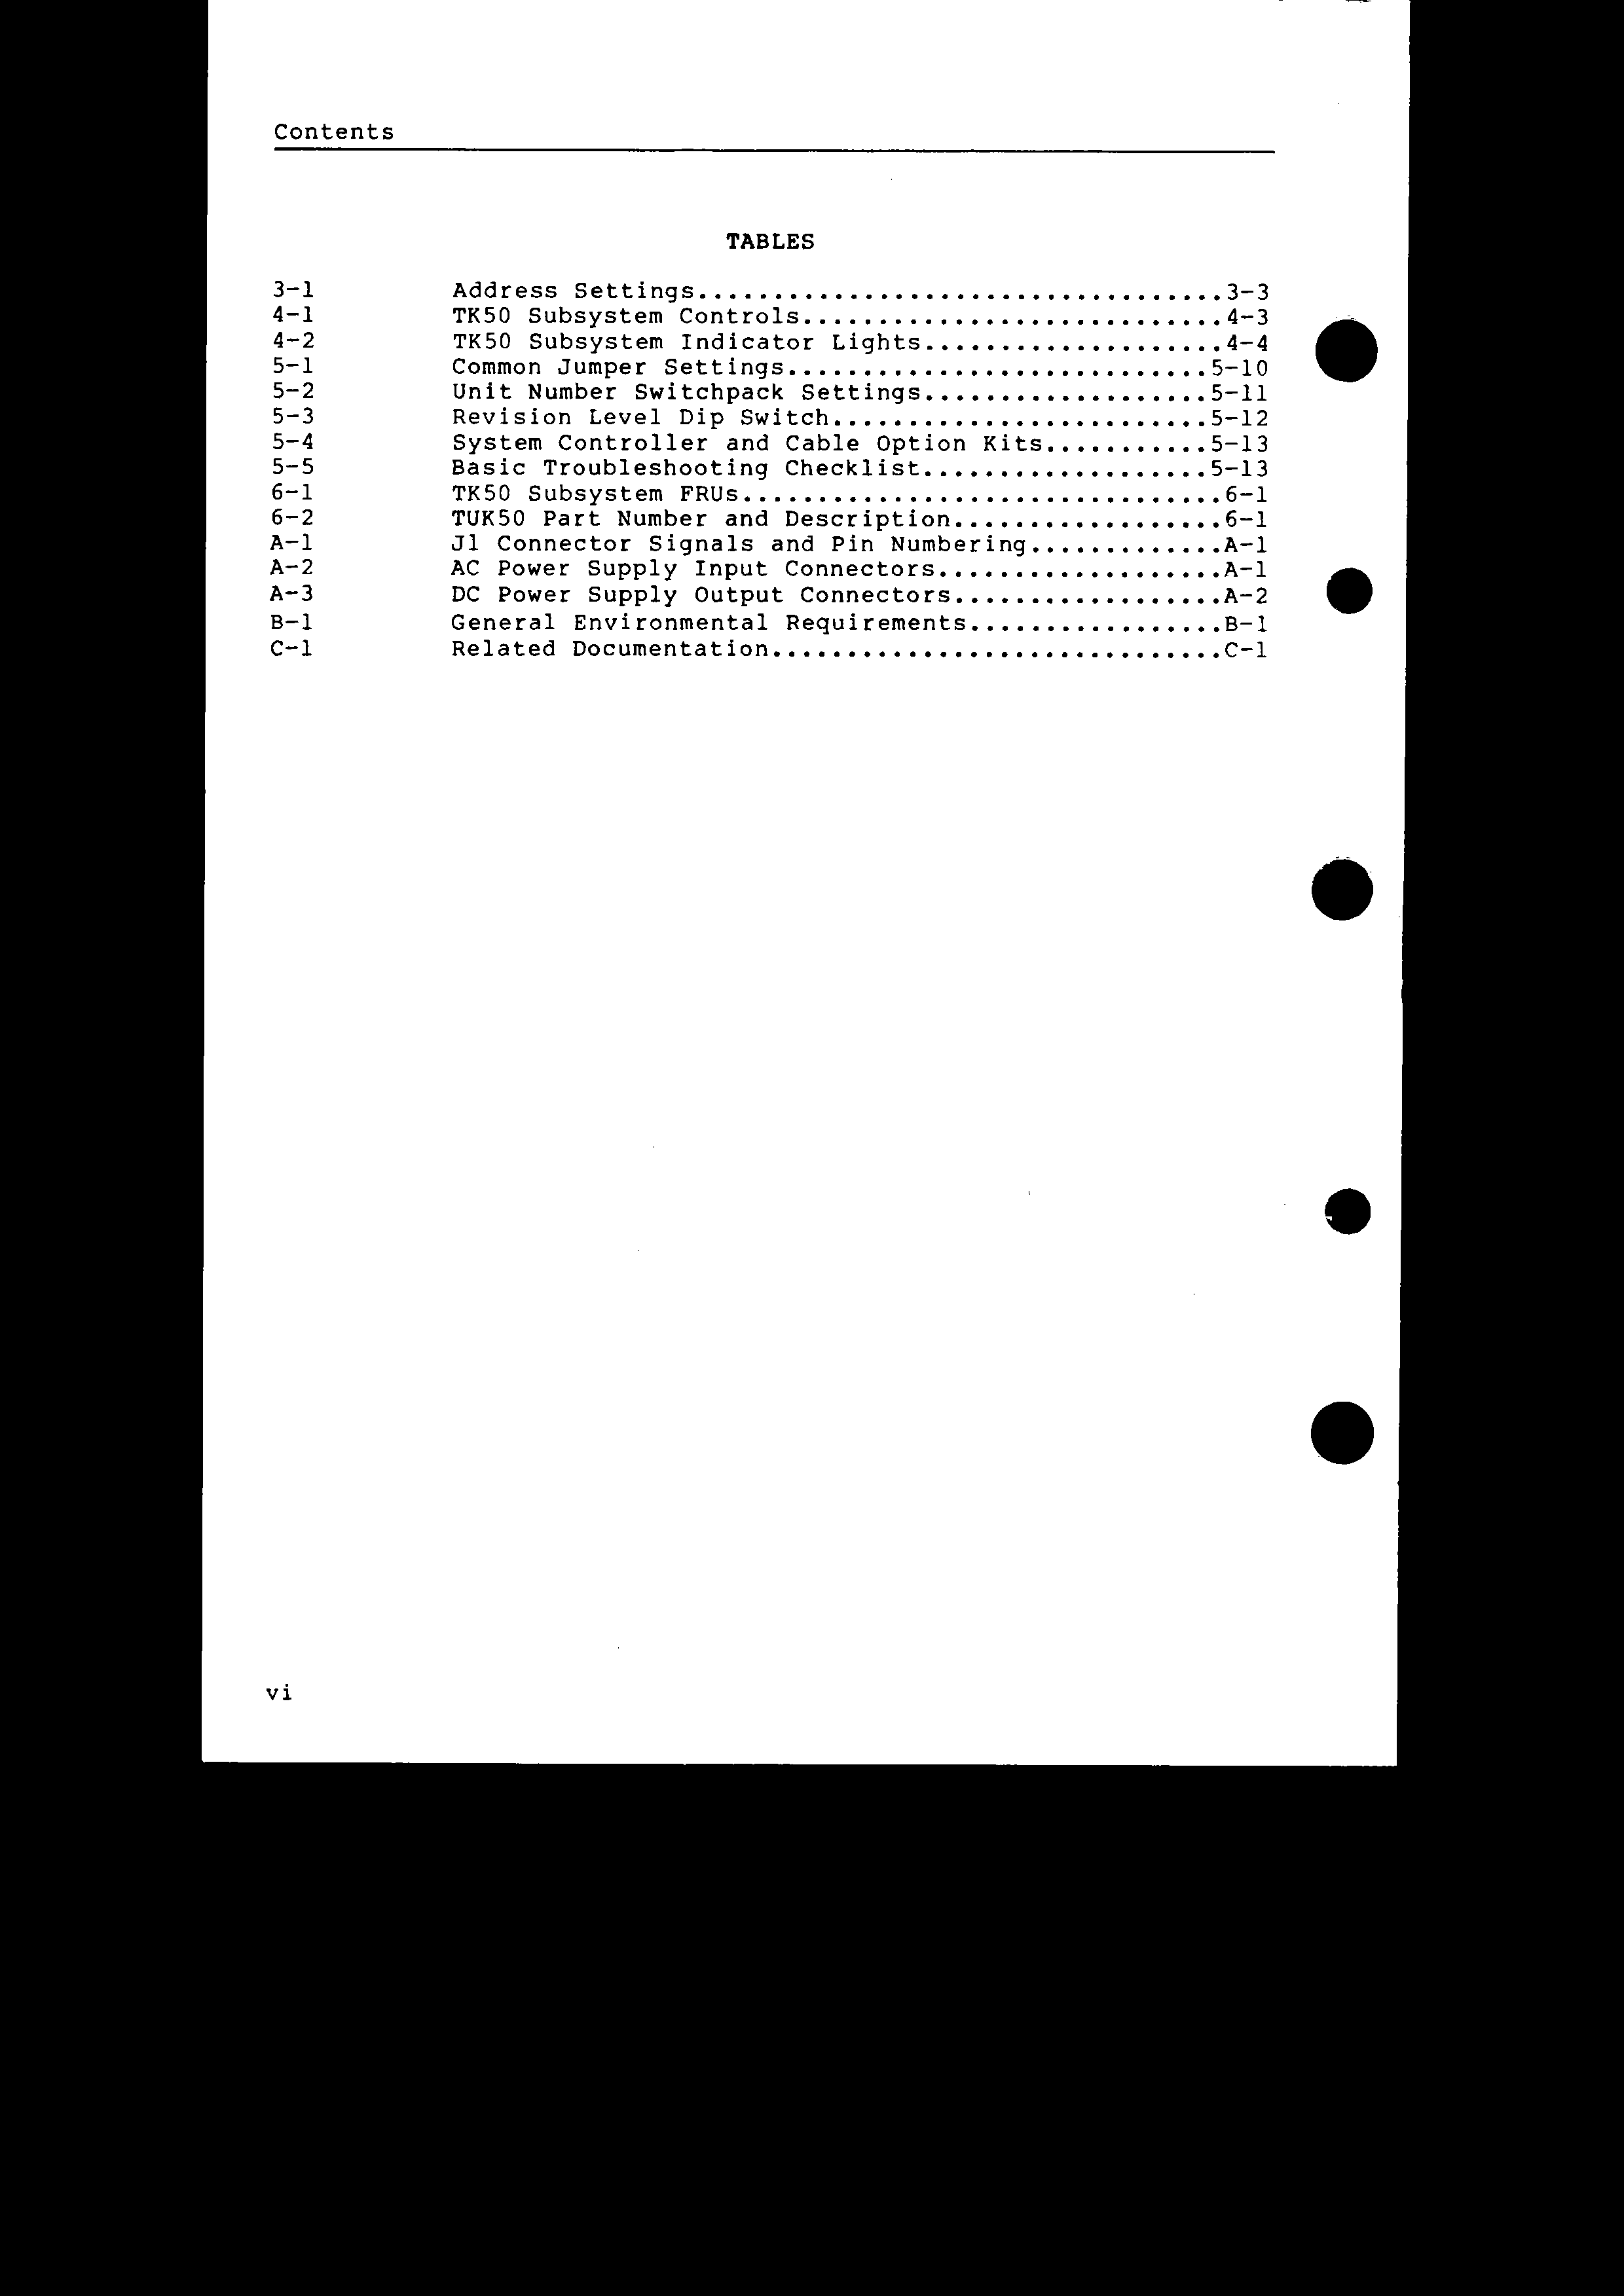 Contents
TABLES
3-1 Address Settings...................................3-3
4-1 TK50 Subsystem Controls............................4-3
4-2 TK50 Subsystem Indicator Lights....................4-4
5-1 Common Jumper Settings............................5-10
5-2 Unit Number Switchpack Settings...................5-11
5-3 Revision Level Dip Switch.........................5-12
5-4 System Controller and Cable Option Kits...........5-13
5-5 Basic Troubleshooting Checklist...................5-13
6-1 TK50 Subsystem FRUs................................6-1
6-2 TUK50 Part Number and Description..................6-1
A-1 J1 Connector Signals and Pin Numbering.............A-1
A-2 AC Power Supply Input Connectors...................A-1
A-3 DC Power Supply Output Connectors..................A-2
B-1 General Environmental Requirements.................B-1
C-1 Related Documentation..............................C-1
vi